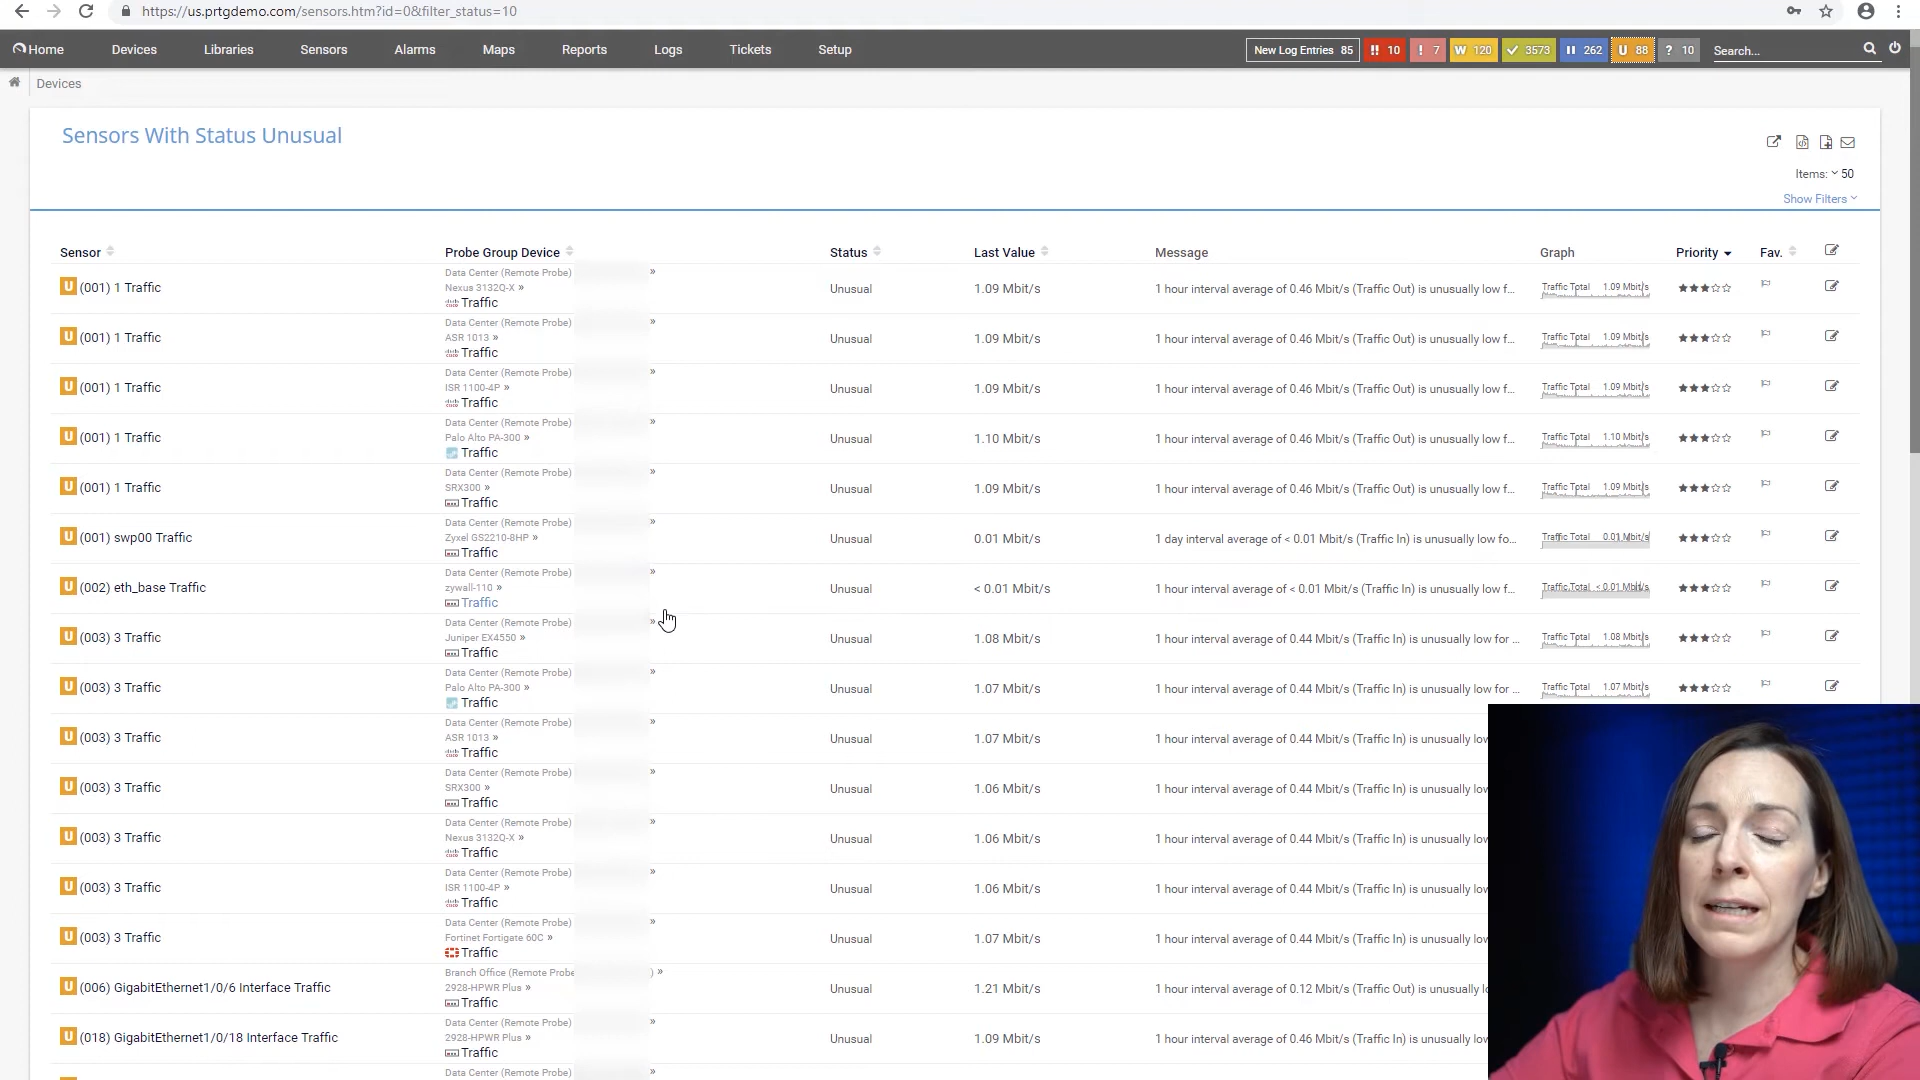 https://us.prtgdemo.com/sensors.htm?id=0&filter_status=10
Home Devices Libraries Sensors Alarms Maps Reports Logs Tickets Setup New Log Entries 85 !! 10 ! 7 W 120 3573 262 U 88 ? 10 Search...
Devices
Sensors With Status Unusual
Items: 50
Show Filters
Sensor Probe Group Device Status Last Value Message Graph Priority Fav.
Data Center (Remote Probe) »
U (001) 1 Traffic Nexus 3132Q-X » Unusual 1.09 Mbit/s 1 hour interval average of 0.46 Mbit/s (Traffic Out) is unusually low f... Traffic Total 1.09 Mbit/s
Traffic
Data Center (Remote Probe) »
U (001) 1 Traffic ASR 1013 » Unusual 1.09 Mbit/s 1 hour interval average of 0.46 Mbit/s (Traffic Out) is unusually low f... Traffic Total 1.09 Mbit/s
Traffic
Data Center (Remote Probe) »
U (001) 1 Traffic ISR 1100-4P » Unusual 1.09 Mbit/s 1 hour interval average of 0.46 Mbit/s (Traffic Out) is unusually low f... Traffic Total 1.09 Mbit/s
Traffic
Data Center (Remote Probe) »
U (001) 1 Traffic Palo Alto PA-300 » Unusual 1.10 Mbit/s 1 hour interval average of 0.46 Mbit/s (Traffic Out) is unusually low f... Traffic Total 1.10 Mbit/s
Traffic
Data Center (Remote Probe) »
U (001) 1 Traffic SRX300 » Unusual 1.09 Mbit/s 1 hour interval average of 0.46 Mbit/s (Traffic Out) is unusually low f... Traffic Total 1.09 Mbit/s
Traffic
Data Center (Remote Probe) »
U (001) swp00 Traffic Zyxel GS2210-8HP » Unusual 0.01 Mbit/s 1 day interval average of < 0.01 Mbit/s (Traffic In) is unusually low fo... Traffic Total 0.01 Mbit/s
Traffic
Data Center (Remote Probe) »
U (002) eth_base Traffic zywall-110 » Unusual < 0.01 Mbit/s 1 hour interval average of < 0.01 Mbit/s (Traffic In) is unusually low f... Traffic Total < 0.01 Mbit/s
Traffic
Data Center (Remote Probe) »
U (003) 3 Traffic Juniper EX4550 » Unusual 1.08 Mbit/s 1 hour interval average of 0.44 Mbit/s (Traffic In) is unusually low for ... Traffic Total 1.08 Mbit/s
Traffic
Data Center (Remote Probe) »
U (003) 3 Traffic Palo Alto PA-300 » Unusual 1.07 Mbit/s 1 hour interval average of 0.44 Mbit/s (Traffic In) is unusually low for ... Traffic Total 1.07 Mbit/s
Traffic
Data Center (Remote Probe) »
U (003) 3 Traffic ASR 1013 » Unusual 1.07 Mbit/s 1 hour interval average of 0.44 Mbit/s (Traffic In) is unusually low
Traffic
Data Center (Remote Probe) »
U (003) 3 Traffic SRX300 » Unusual 1.06 Mbit/s 1 hour interval average of 0.44 Mbit/s (Traffic In) is unusually low
Traffic
Data Center (Remote Probe) »
U (003) 3 Traffic Nexus 3132Q-X » Unusual 1.06 Mbit/s 1 hour interval average of 0.44 Mbit/s (Traffic In) is unusually low
Traffic
Data Center (Remote Probe) »
U (003) 3 Traffic ISR 1100-4P » Unusual 1.06 Mbit/s 1 hour interval average of 0.44 Mbit/s (Traffic In) is unusually low
Traffic
Data Center (Remote Probe) »
U (003) 3 Traffic Fortinet Fortigate 60C » Unusual 1.07 Mbit/s 1 hour interval average of 0.44 Mbit/s (Traffic In) is unusually low
Traffic
Branch Office (Remote Probe ) »
U (006) GigabitEthernet1/0/6 Interface Traffic 2928-HPWR Plus » Unusual 1.21 Mbit/s 1 hour interval average of 0.12 Mbit/s (Traffic Out) is unusually
Traffic
Data Center (Remote Probe) »
U (018) GigabitEthernet1/0/18 Interface Traffic 2928-HPWR Plus » Unusual 1.09 Mbit/s 1 hour interval average of 0.46 Mbit/s (Traffic Out) is unusually
Traffic
Data Center (Remote Probe) »